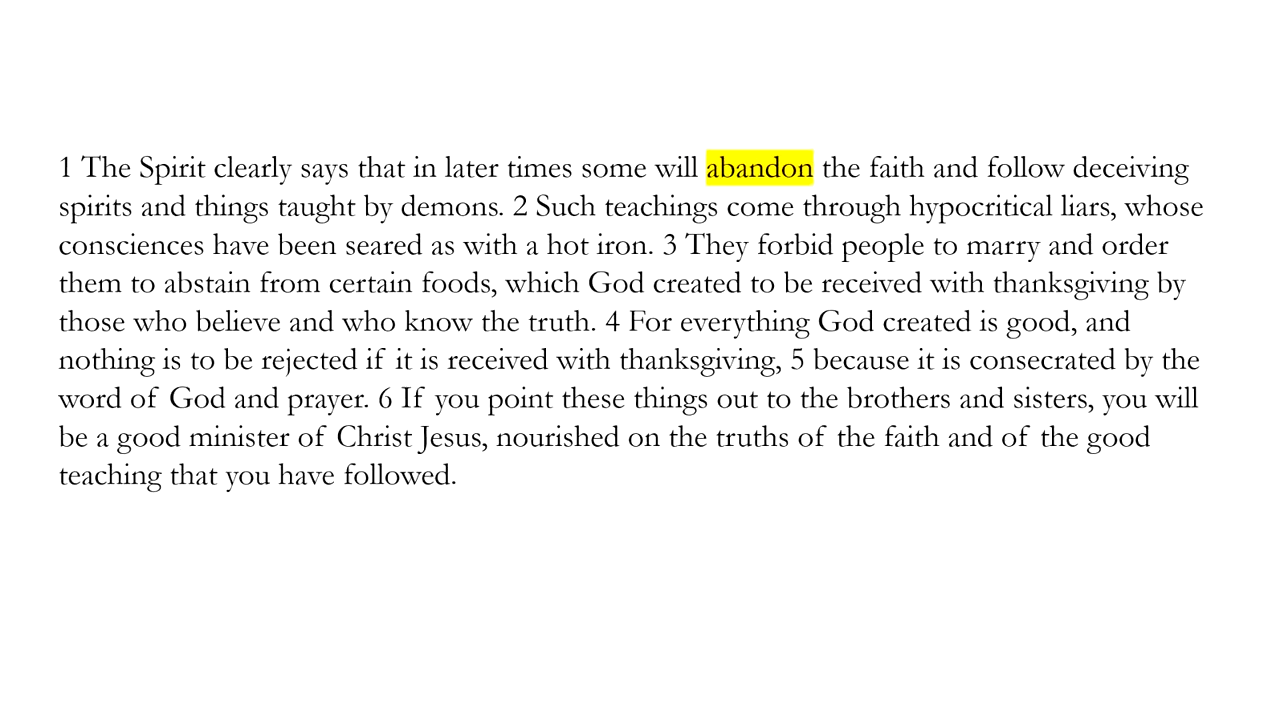 1 The Spirit clearly says that in later times some will abandon the faith and follow deceiving
spirits and things taught by demons. 2 Such teachings come through hypocritical liars, whose
consciences have been seared as with a hot iron. 3 They forbid people to marry and order
them to abstain from certain foods, which God created to be received with thanksgiving by
those who believe and who know the truth. 4 For everything God created is good, and
nothing is to be rejected if it is received with thanksgiving, 5 because it is consecrated by the
word of God and prayer. 6 If you point these things out to the brothers and sisters, you will
be a good minister of Christ Jesus, nourished on the truths of the faith and of the good
teaching that you have followed.